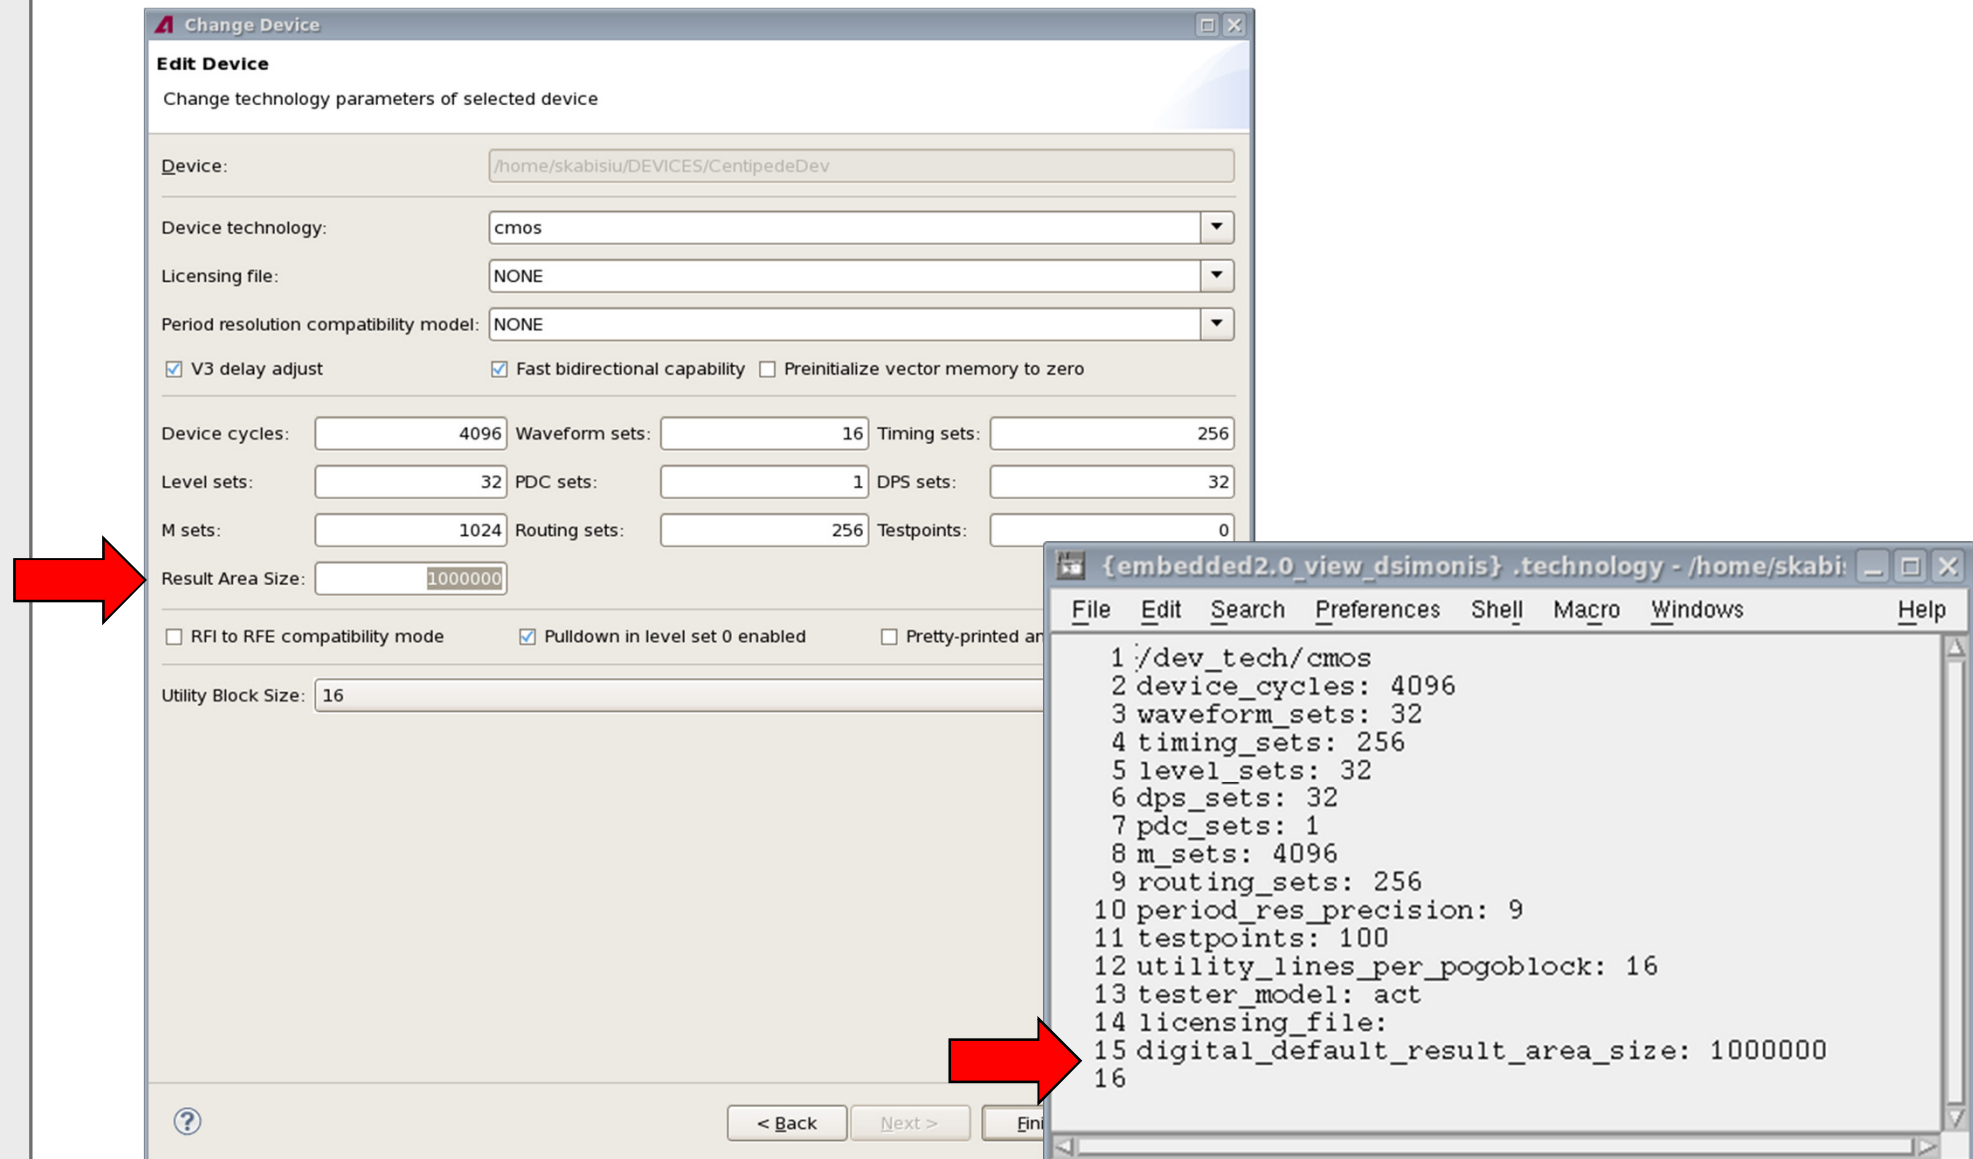 Change Device
Edit Device
Change technology parameters of selected device
Device: /home/skabisiu/DEVICES/CentipedeDev
Device technology: cmos
Licensing file: NONE
Period resolution compatibility model: NONE
V3 delay adjust Fast bidirectional capability Preinitialize vector memory to zero
Device cycles: 4096 Waveform sets: 16 Timing sets: 256
Level sets: 32 PDC sets: 1 DPS sets: 32
M sets: 1024 Routing sets: 256 Testpoints: 0
Result Area Size: 1000000
RFI to RFE compatibility mode Pulldown in level set 0 enabled Pretty-printed
Utility Block Size: 16
< Back Next >
{embedded2.0_view_dsimonis} .technology - /home/skabi
File Edit Search Preferences Shell Macro Windows Help
1 /dev_tech/cmos
2 device_cycles: 4096
3 waveform_sets: 32
4 timing_sets: 256
5 level_sets: 32
6 dps_sets: 32
7 pdc_sets: 1
8 m_sets: 4096
9 routing_sets: 256
10 period_res_precision: 9
11 testpoints: 100
12 utility_lines_per_pogoblock: 16
13 tester_model: act
14 licensing_file:
15 digital_default_result_area_size: 1000000
16